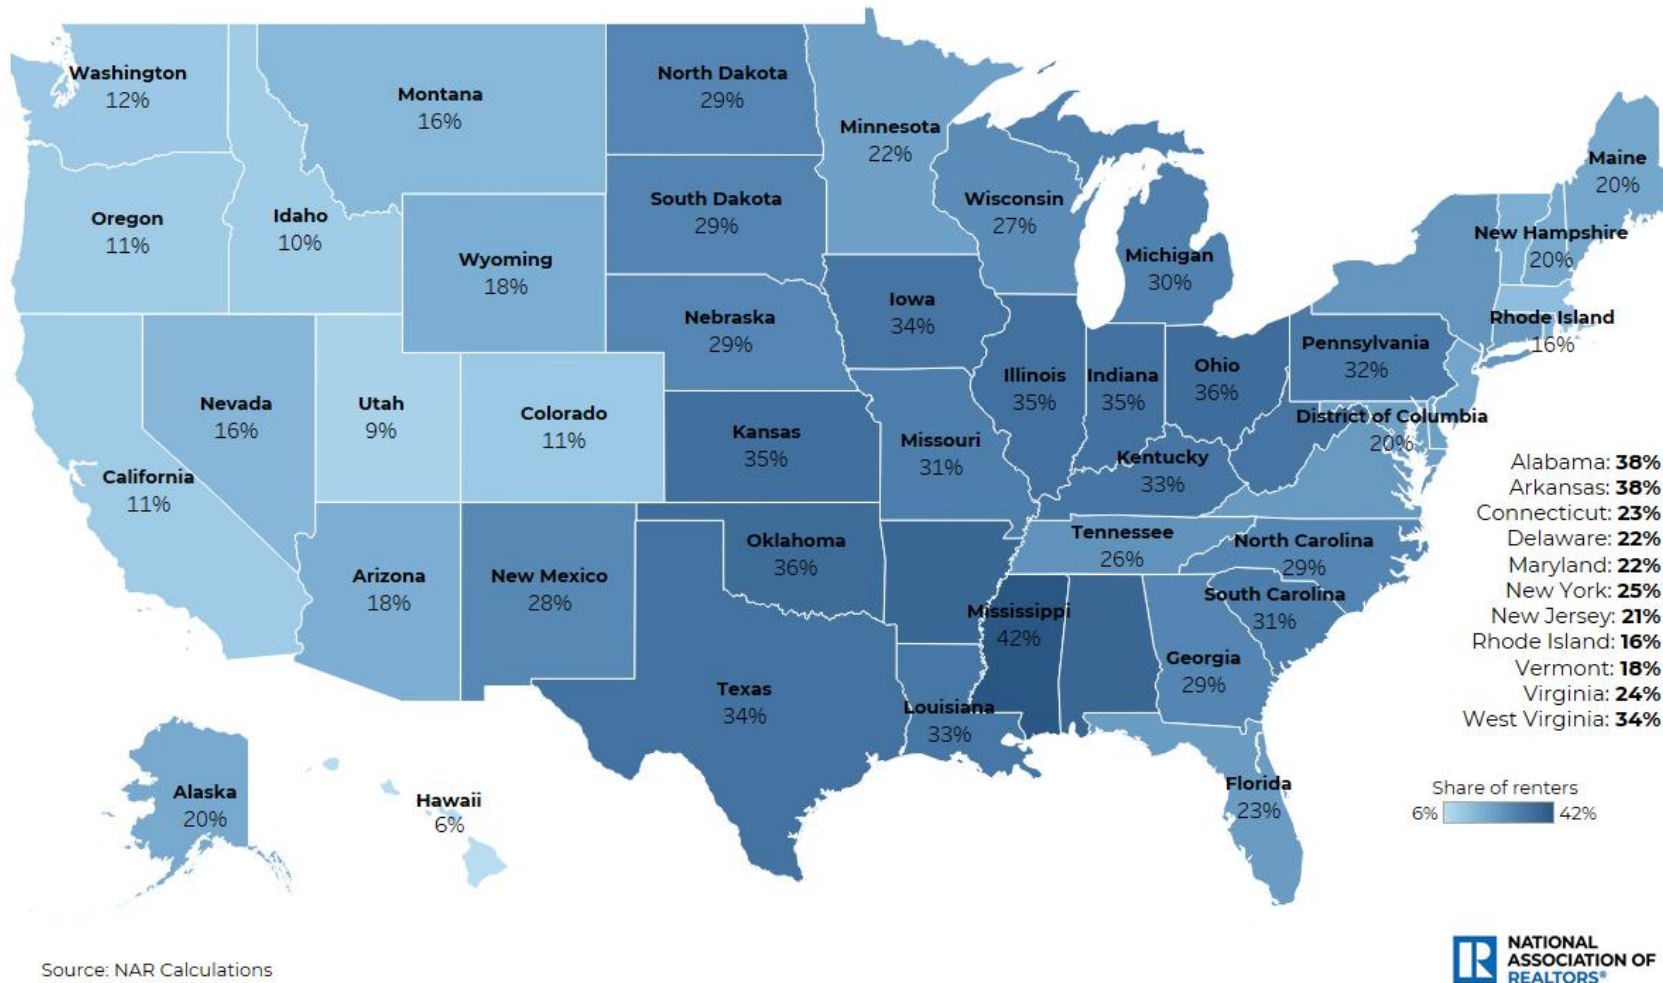 Washington
12%
Montana
16%
North Dakota
29%
Minnesota
22%
Maine
20%
Oregon
11%
Idaho
10%
South Dakota
29%
Wisconsin
27%
New Hampshire
20%
Wyoming
18%
Michigan
30%
Nebraska
29%
Iowa
34%
Rhode Island
16%
Pennsylvania
32%
Nevada
16%
Utah
9%
Colorado
11%
Illinois
35%
Indiana
35%
Ohio
36%
District of Columbia
20%
Kansas
35%
Missouri
31%
Kentucky
33%
California
11%
Oklahoma
36%
Tennessee
26%
North Carolina
29%
Arizona
18%
New Mexico
28%
Mississippi
42%
South Carolina
31%
Georgia
29%
Texas
34%
Louisiana
33%
Alaska
20%
Hawaii
6%
Florida
23%
Alabama: 38%
Arkansas: 38%
Connecticut: 23%
Delaware: 22%
Maryland: 22%
New York: 25%
New Jersey: 21%
Rhode Island: 16%
Vermont: 18%
Virginia: 24%
West Virginia: 34%
Share of renters
6% 42%
Source: NAR Calculations
R
NATIONAL
ASSOCIATION OF
REALTORS®